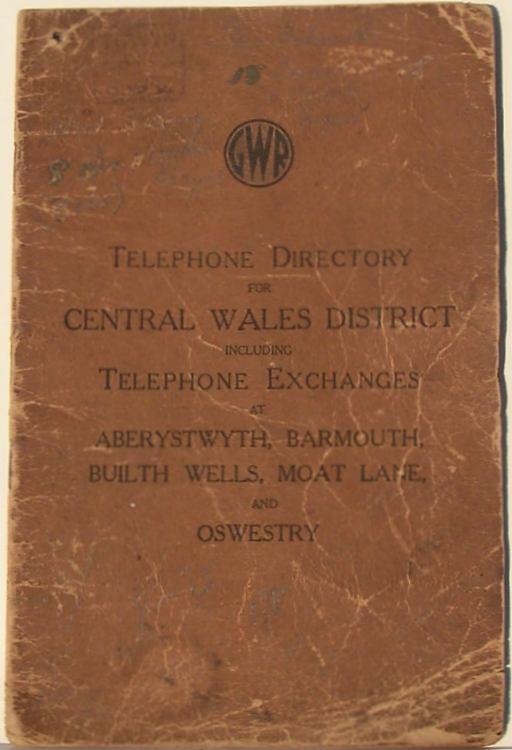 15
GWR
TELEPHONE DIRECTORY
FOR
CENTRAL WALES DISTRICT
INCLUDING
TELEPHONE EXCHANGES
AT
ABERYSTWYTH, BARMOUTH,
BUILTH WELLS, MOAT LANE,
AND
OSWESTRY